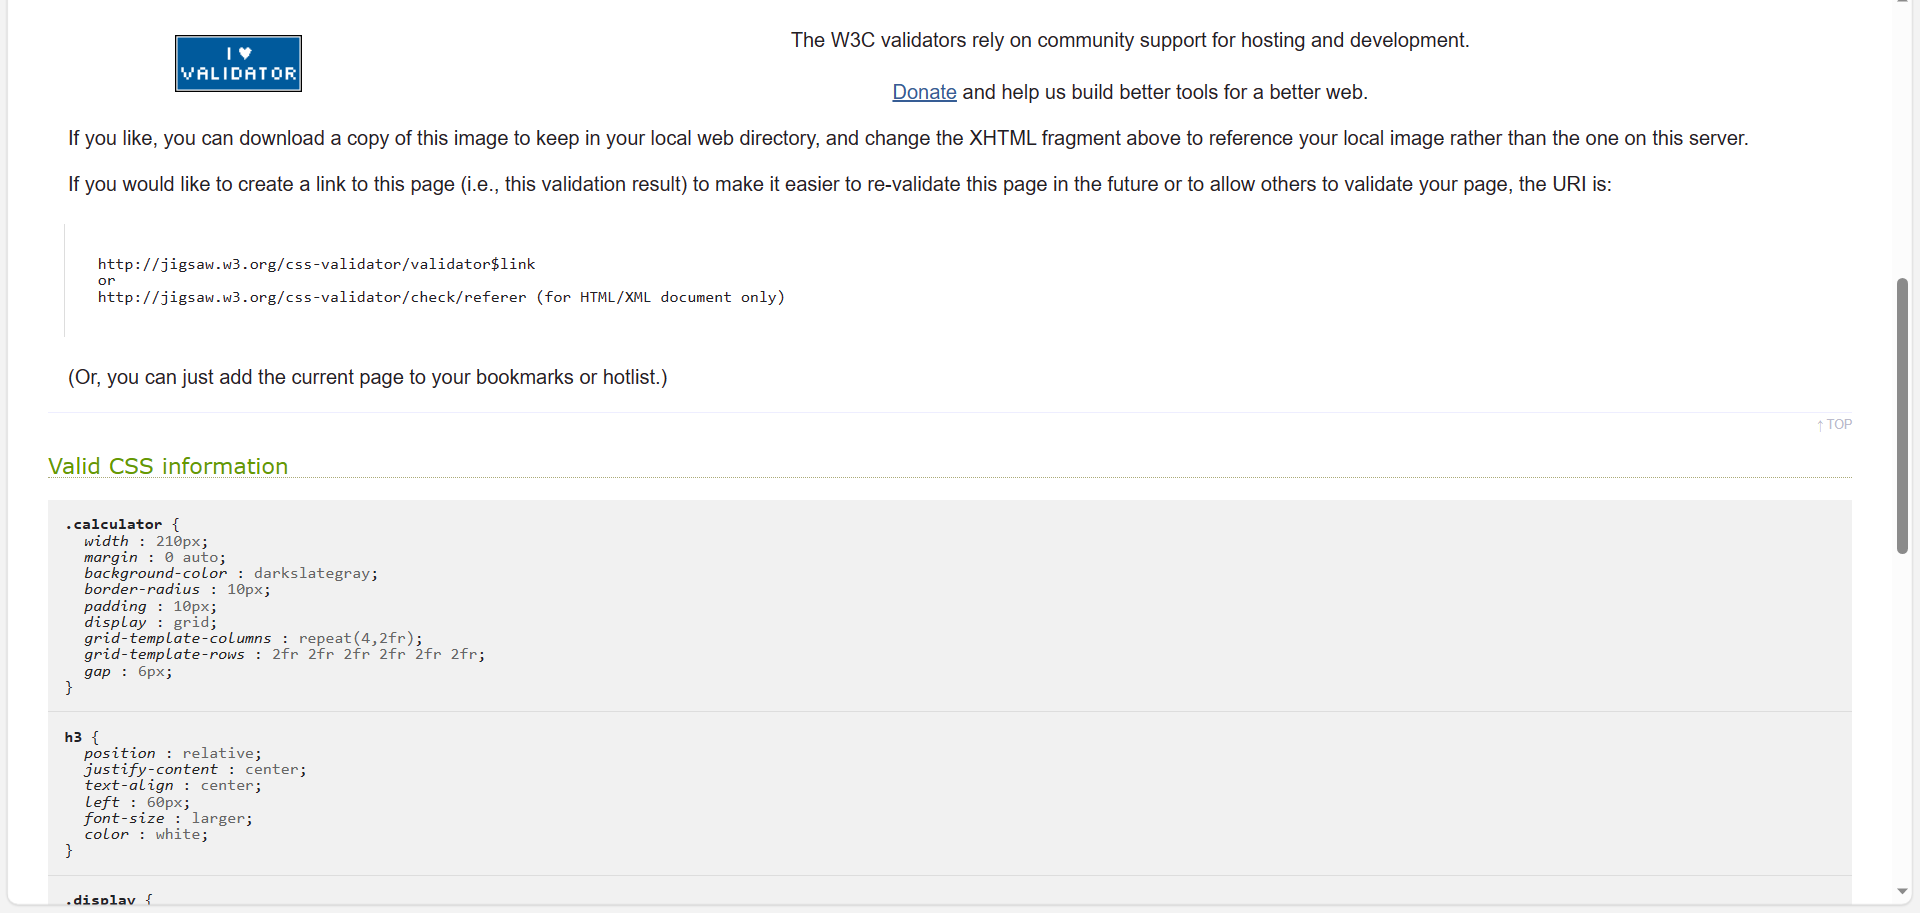 I ♥
VALIDATOR
The W3C validators rely on community support for hosting and development.
Donate and help us build better tools for a better web.
If you like, you can download a copy of this image to keep in your local web directory, and change the XHTML fragment above to reference your local image rather than the one on this server.
If you would like to create a link to this page (i.e., this validation result) to make it easier to re-validate this page in the future or to allow others to validate your page, the URI is:
http://jigsaw.w3.org/css-validator/validator$link
or
http://jigsaw.w3.org/css-validator/check/referer (for HTML/XML document only)
(Or, you can just add the current page to your bookmarks or hotlist.)
↑ TOP
Valid CSS information
.calculator {
width : 210px;
margin : 0 auto;
background-color : darkslategray;
border-radius : 10px;
padding : 10px;
display : grid;
grid-template-columns : repeat(4,2fr);
grid-template-rows : 2fr 2fr 2fr 2fr 2fr 2fr;
gap : 6px;
}
h3 {
position : relative;
justify-content : center;
text-align : center;
left : 60px;
font-size : larger;
color : white;
}
.display {